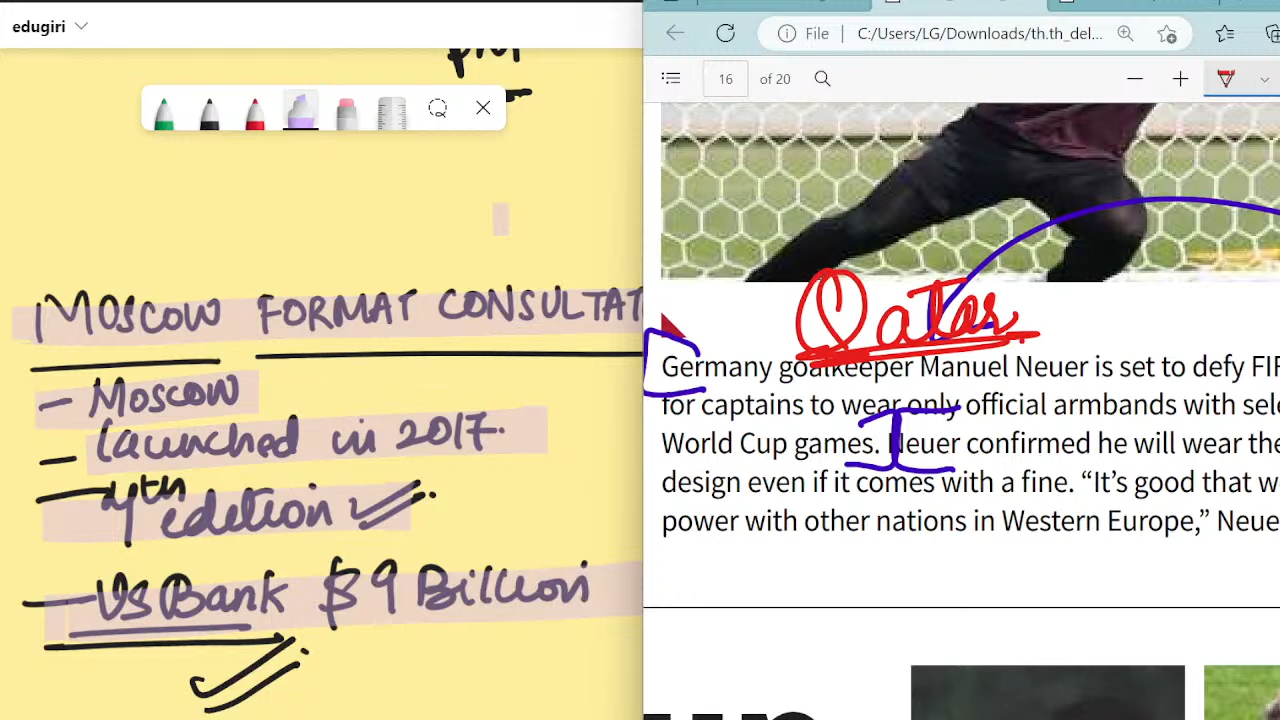 edugiri
MOSCOW FORMAT CONSULTAT
- Moscow
- launched in 2017.
- 4th edition
- US Bank $9 Billion
File C:/Users/LG/Downloads/th.th_del...
16 of 20
Qatar
Germany goalkeeper Manuel Neuer is set to defy FIF
for captains to wear only official armbands with sele
World Cup games. Neuer confirmed he will wear the
design even if it comes with a fine. “It’s good that w
power with other nations in Western Europe,” Neue